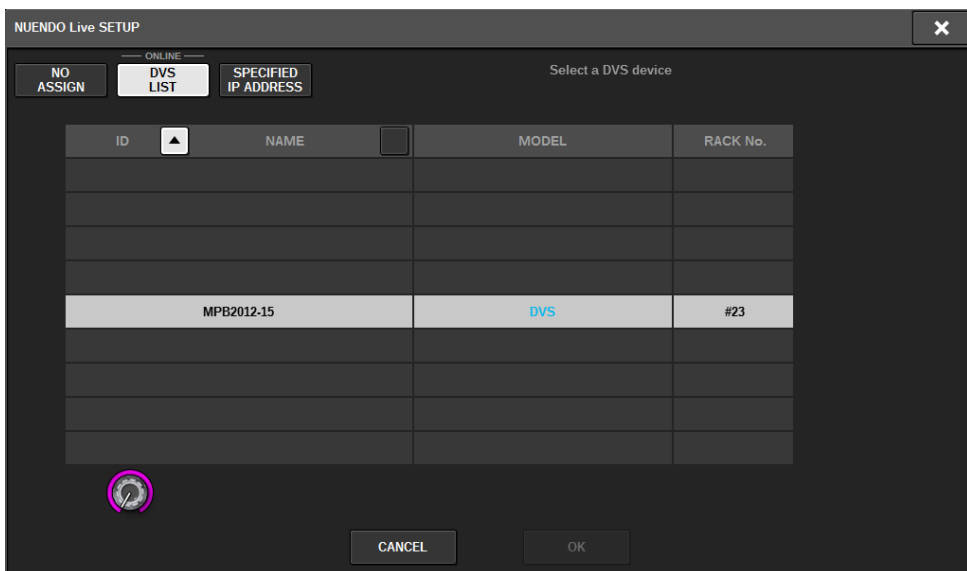 NUENDO Live SETUP
ONLINE
NO ASSIGN
DVS LIST
SPECIFIED IP ADDRESS
Select a DVS device
ID NAME MODEL RACK No.
MPB2012-15 DVS #23
CANCEL OK